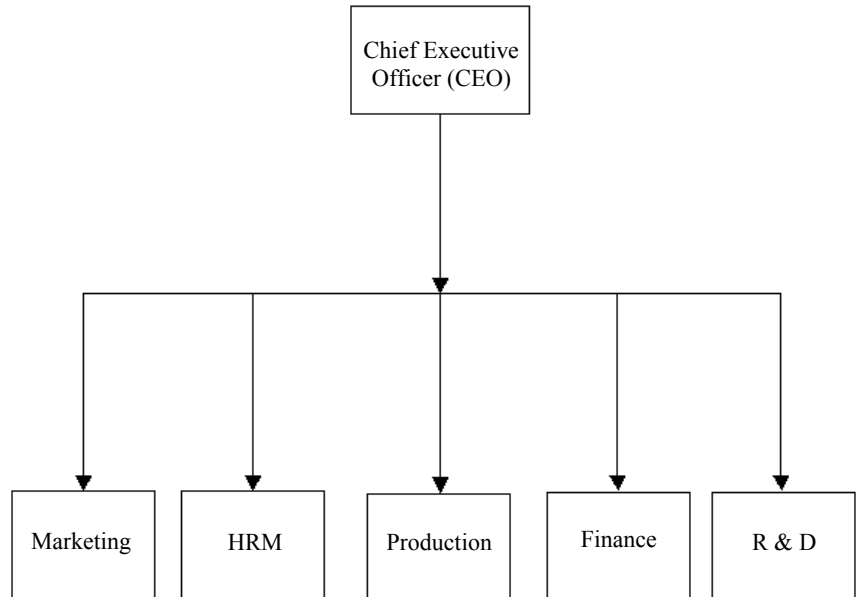 Chief Executive
Officer (CEO)
Marketing
HRM
Production
Finance
R & D